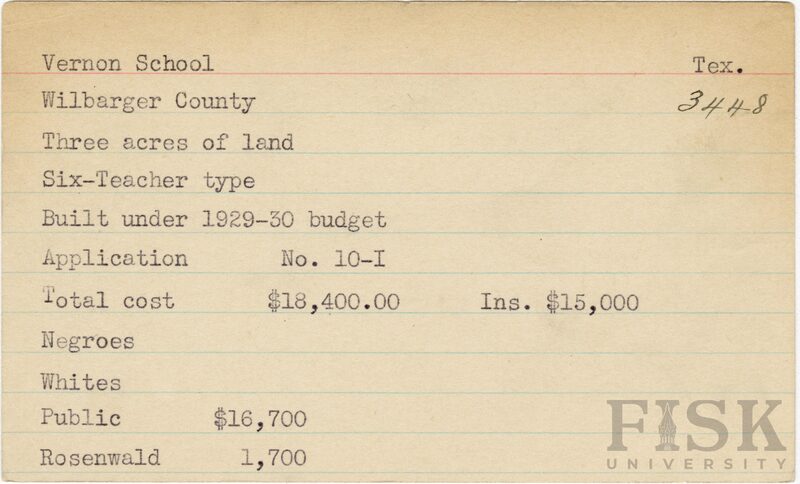 Vernon School Tex.
Wilbarger County 3448
Three acres of land
Six-Teacher type
Built under 1929-30 budget
Application No. 10-I
Total cost $18,400.00 Ins. $15,000
Negroes
Whites
Public $16,700
Rosenwald 1,700
FISK
UNIVERSITY